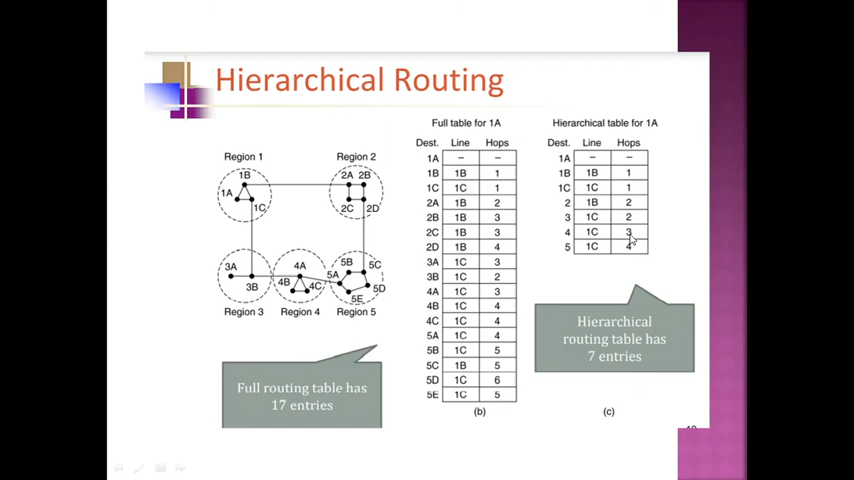 Hierarchical Routing
Full table for 1A
Dest. Line Hops
1A – –
1B 1B 1
1C 1C 1
2A 1B 2
2B 1B 3
2C 1B 3
2D 1B 4
3A 1C 3
3B 1C 2
4A 1C 3
4B 1C 4
4C 1C 4
5A 1C 4
5B 1C 5
5C 1B 5
5D 1C 6
5E 1C 5
(b)
Hierarchical table for 1A
Dest. Line Hops
1A – –
1B 1B 1
1C 1C 1
2 1B 2
3 1C 2
4 1C 3
5 1C 4
(c)
Region 1
Region 2
1B
1A
1C
2A 2B
2C 2D
3A
3B
4A
4B 4C
5B 5C
5A
5D
5E
Region 3 Region 4 Region 5
Full routing table has
17 entries
Hierarchical
routing table has
7 entries